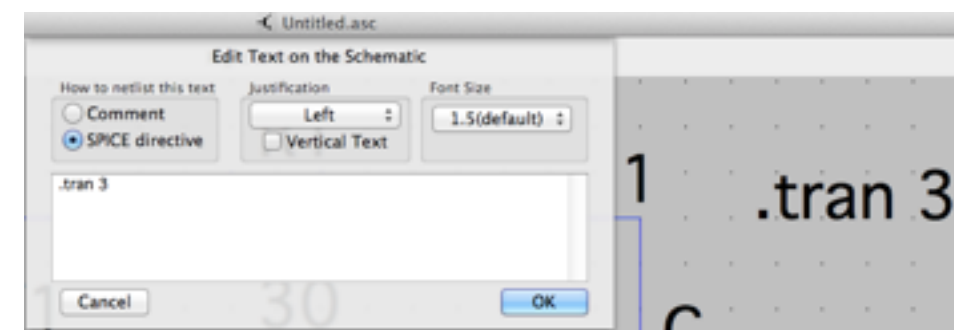 Untitled.asc
Edit Text on the Schematic
How to netlist this text
Justification
Font Size
Comment
SPICE directive
Left
Vertical Text
1.5(default)
.tran 3
1
.tran 3
1
30
Cancel
OK
C